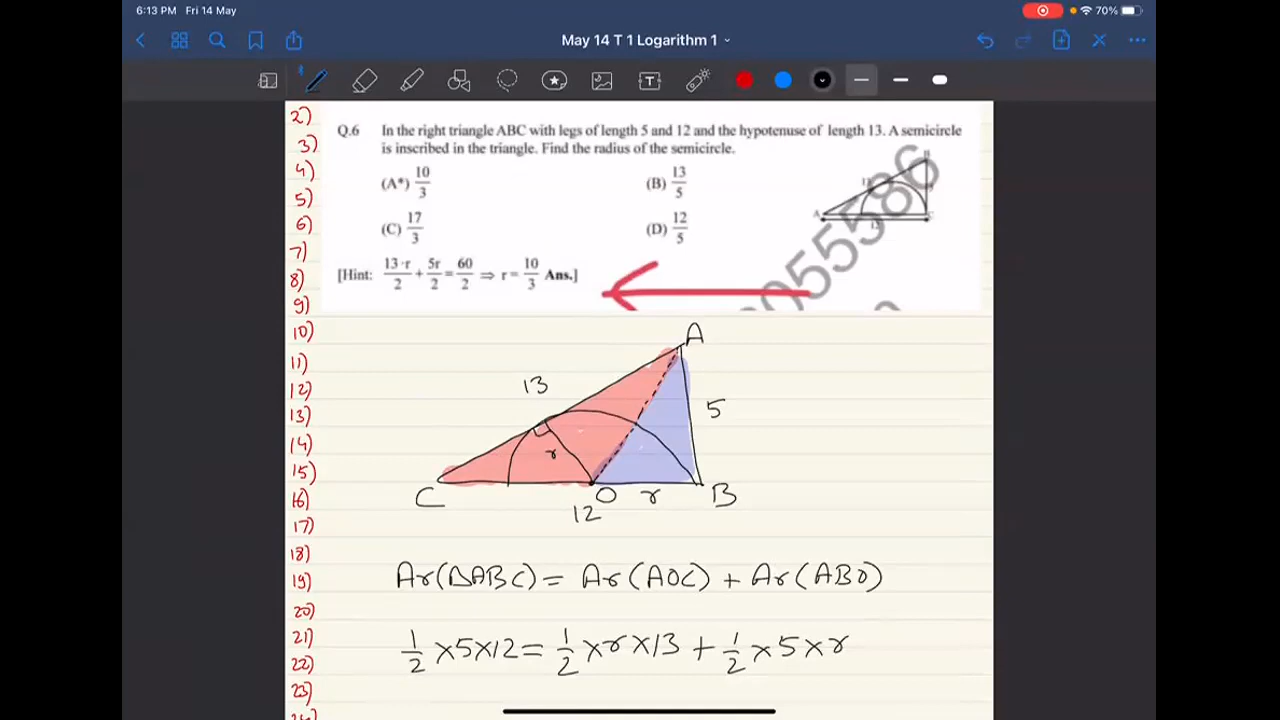 6:13 PM Fri 14 May
70%
May 14 T 1 Logarithm 1
2)
3)
4)
5)
6)
7)
8)
9)
10)
11)
12)
13)
14)
15)
16)
17)
18)
19)
20)
21)
22)
23)
Q.6 In the right triangle ABC with legs of length 5 and 12 and the hypotenuse of length 13. A semicircle
is inscribed in the triangle. Find the radius of the semicircle.
(A*) 10/3 (B) 13/5
(C) 17/3 (D) 12/5
[Hint: 13·r/2 + 5r/2 = 60/2 ⇒ r = 10/3 Ans.]
B
A C
12
05555586
A
13
5
r
C O r B
12
Ar(ΔABC) = Ar(AOC) + Ar(ABO)
1/2 ×5×12 = 1/2 ×r×13 + 1/2 ×5×r